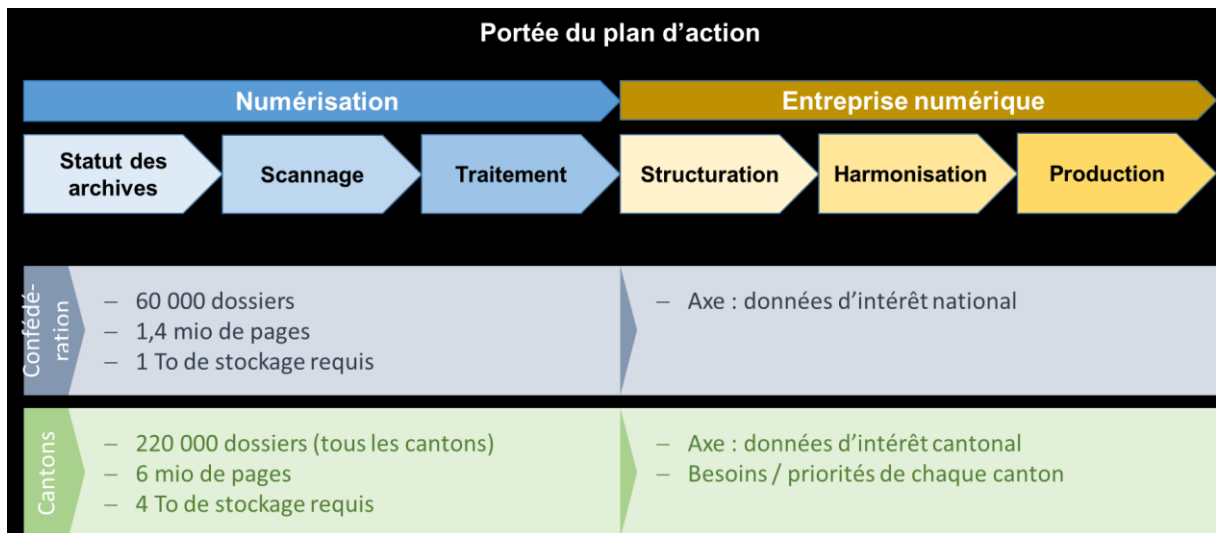 Portée du plan d’action
Numérisation
Entreprise numérique
Statut des
archives
Scannage
Traitement
Structuration
Harmonisation
Production
Confédé-
ration
– 60 000 dossiers
– 1,4 mio de pages
– 1 To de stockage requis
– Axe : données d’intérêt national
Cantons
– 220 000 dossiers (tous les cantons)
– 6 mio de pages
– 4 To de stockage requis
– Axe : données d’intérêt cantonal
– Besoins / priorités de chaque canton